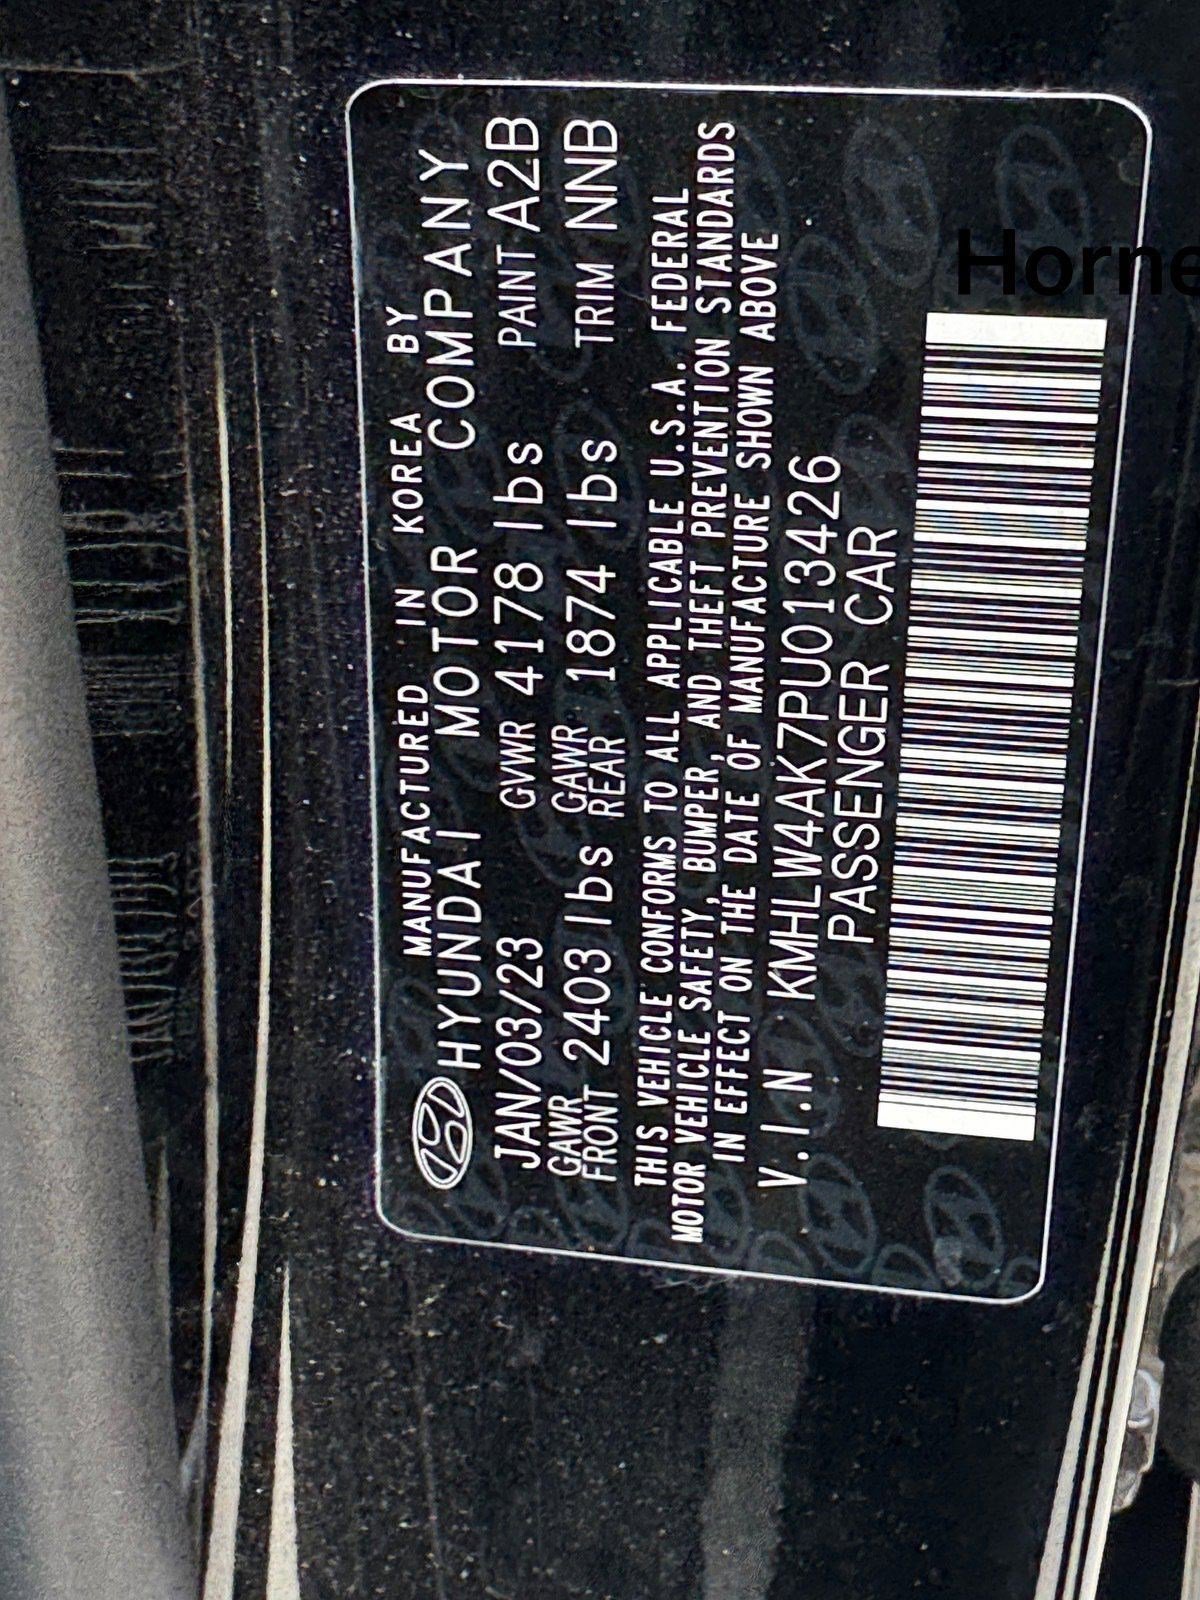 MANUFACTURED IN KOREA BY
HYUNDAI MOTOR COMPANY
JAN/03/23 GVWR 4178 lbs PAINT A2B
GAWR FRONT 2403 lbs GAWR REAR 1874 lbs TRIM NNB
THIS VEHICLE CONFORMS TO ALL APPLICABLE U.S.A. FEDERAL
MOTOR VEHICLE SAFETY, BUMPER, AND THEFT PREVENTION STANDARDS
IN EFFECT ON THE DATE OF MANUFACTURE SHOWN ABOVE
V.I.N KMHLW4AK7PU013426
PASSENGER CAR
Horne